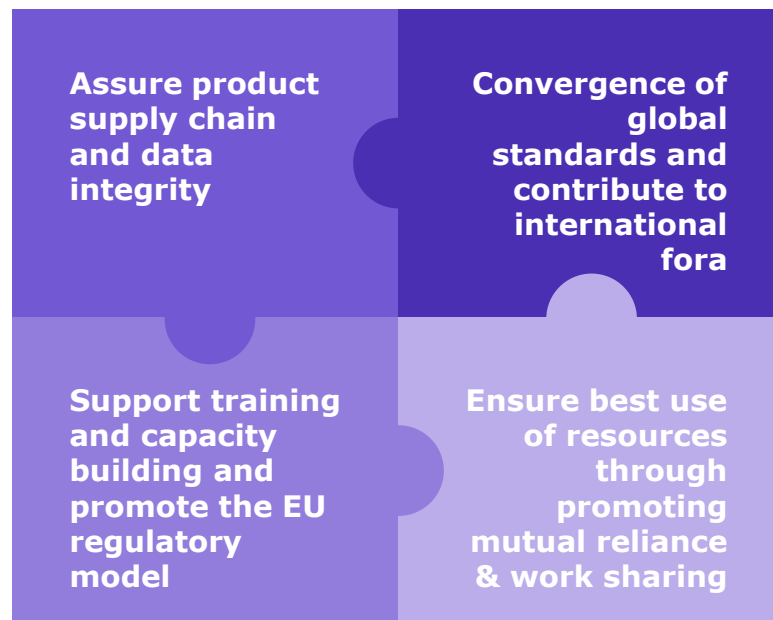 Assure product
supply chain
and data
integrity
Convergence of
global
standards and
contribute to
international
fora
Support training
and capacity
building and
promote the EU
regulatory
model
Ensure best use
of resources
through
promoting
mutual reliance
& work sharing